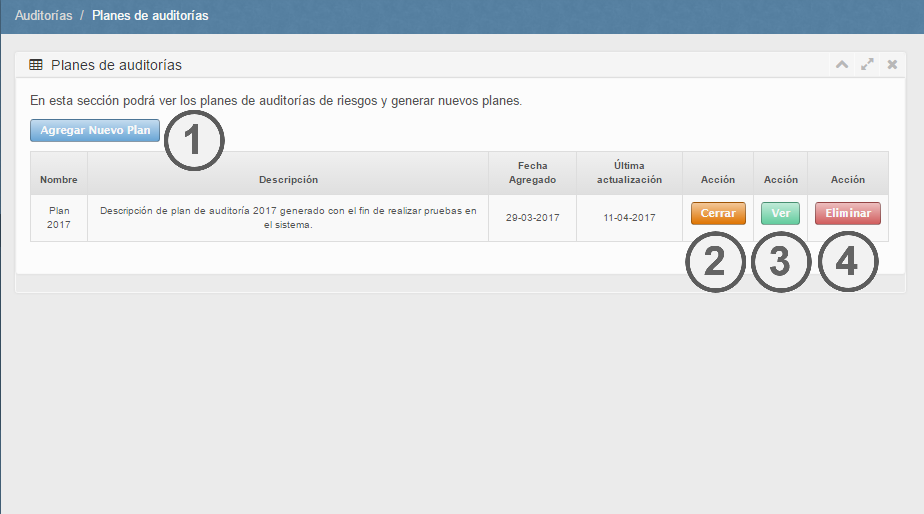 Auditorías / Planes de auditorías
Planes de auditorías
En esta sección podrá ver los planes de auditorías de riesgos y generar nuevos planes.
Agregar Nuevo Plan
1
Nombre
Descripción
Fecha
Agregado
Última
actualización
Acción
Acción
Acción
Plan
2017
Descripción de plan de auditoría 2017 generado con el fin de realizar pruebas en
el sistema.
29-03-2017
11-04-2017
Cerrar
Ver
Eliminar
2
3
4